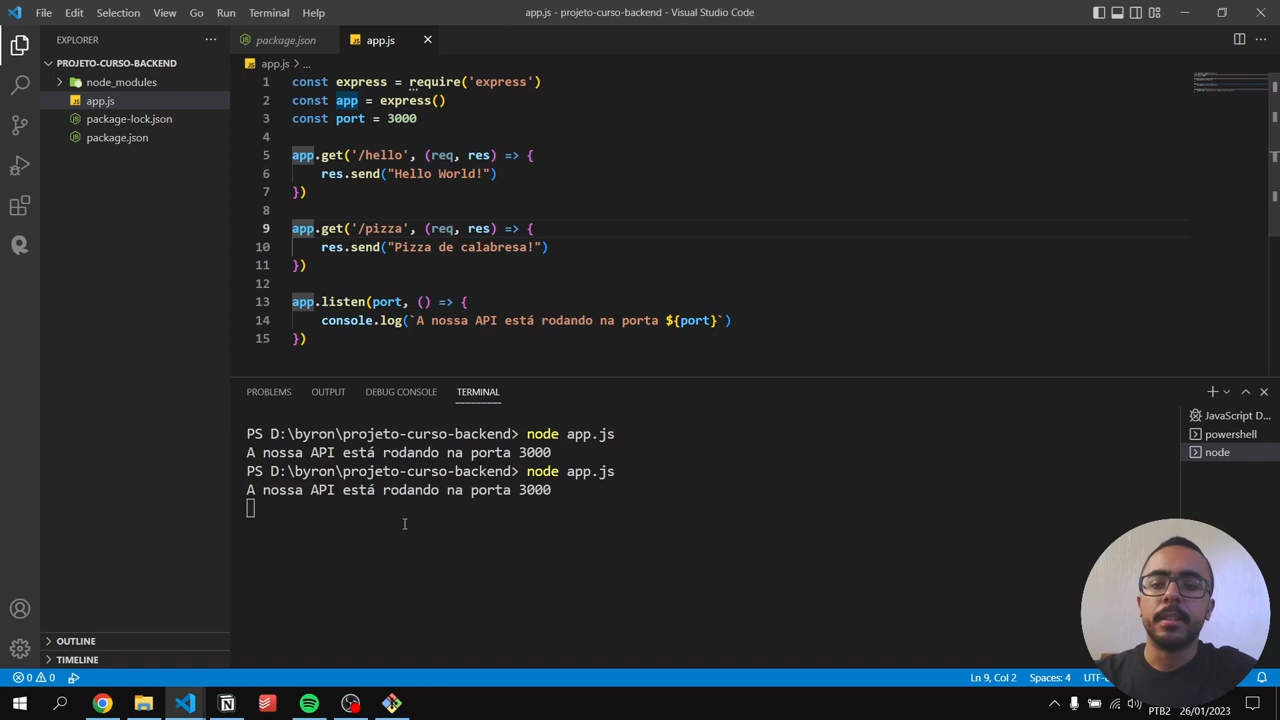 File Edit Selection View Go Run Terminal Help
app.js - projeto-curso-backend - Visual Studio Code
EXPLORER
PROJETO-CURSO-BACKEND
node_modules
app.js
package-lock.json
package.json
OUTLINE
TIMELINE
package.json
app.js
app.js > ...
1 const express = require('express')
2 const app = express()
3 const port = 3000
4
5 app.get('/hello', (req, res) => {
6 res.send("Hello World!")
7 })
8
9 app.get('/pizza', (req, res) => {
10 res.send("Pizza de calabresa!")
11 })
12
13 app.listen(port, () => {
14 console.log(`A nossa API está rodando na porta ${port}`)
15 })
PROBLEMS OUTPUT DEBUG CONSOLE TERMINAL
PS D:\byron\projeto-curso-backend> node app.js
A nossa API está rodando na porta 3000
PS D:\byron\projeto-curso-backend> node app.js
A nossa API está rodando na porta 3000
JavaScript D...
powershell
node
0 0
Ln 9, Col 2
Spaces: 4
UTF-
PTB2
26/01/2023